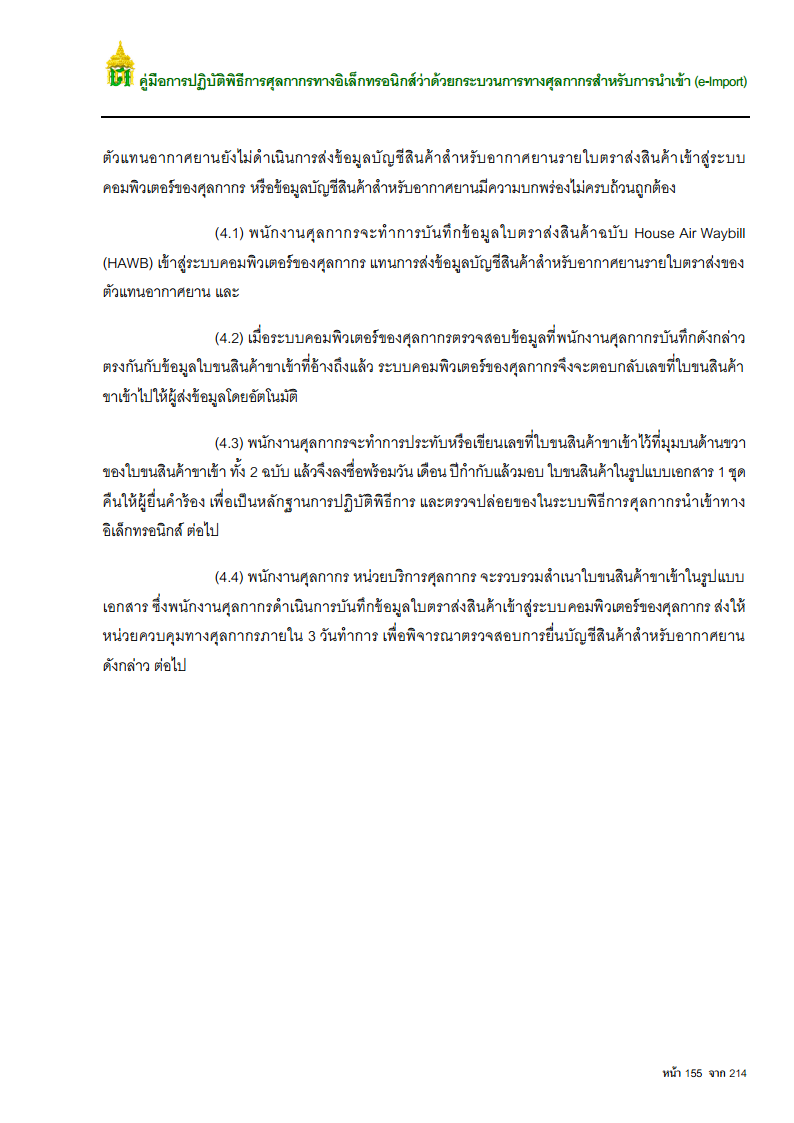 คู่มือการปฏิบัติพิธีการศุลกากรทางอิเล็กทรอนิกส์ว่าด้วยกระบวนการทางศุลกากรสำหรับการนำเข้า (e-Import)
ตัวแทนอากาศยานยังไม่ดำเนินการส่งข้อมูลบัญชีสินค้าสำหรับอากาศยานรายใบตราส่งสินค้าเข้าสู่ระบบ
คอมพิวเตอร์ของศุลกากร หรือข้อมูลบัญชีสินค้าสำหรับอากาศยานมีความบกพร่องไม่ครบถ้วนถูกต้อง
(4.1) พนักงานศุลกากรจะทำการบันทึกข้อมูลใบตราส่งสินค้าฉบับ House Air Waybill
(HAWB) เข้าสู่ระบบคอมพิวเตอร์ของศุลกากร แทนการส่งข้อมูลบัญชีสินค้าสำหรับอากาศยานรายใบตราส่งของ
ตัวแทนอากาศยาน และ
(4.2) เมื่อระบบคอมพิวเตอร์ของศุลกากรตรวจสอบข้อมูลที่พนักงานศุลกากรบันทึกดังกล่าว
ตรงกันกับข้อมูลใบขนสินค้าขาเข้าที่อ้างถึงแล้ว ระบบคอมพิวเตอร์ของศุลกากรจึงจะตอบกลับเลขที่ใบขนสินค้า
ขาเข้าไปให้ผู้ส่งข้อมูลโดยอัตโนมัติ
(4.3) พนักงานศุลกากรจะทำการประทับหรือเขียนเลขที่ใบขนสินค้าขาเข้าไว้ที่มุมบนด้านขวา
ของใบขนสินค้าขาเข้า ทั้ง 2 ฉบับ แล้วจึงลงชื่อพร้อมวัน เดือน ปีกำกับแล้วมอบ ใบขนสินค้าในรูปแบบเอกสาร 1 ชุด
คืนให้ผู้ยื่นคำร้อง เพื่อเป็นหลักฐานการปฏิบัติพิธีการ และตรวจปล่อยของในระบบพิธีการศุลกากรนำเข้าทาง
อิเล็กทรอนิกส์ ต่อไป
(4.4) พนักงานศุลกากร หน่วยบริการศุลกากร จะรวบรวมสำเนาใบขนสินค้าขาเข้าในรูปแบบ
เอกสาร ซึ่งพนักงานศุลกากรดำเนินการบันทึกข้อมูลใบตราส่งสินค้าเข้าสู่ระบบคอมพิวเตอร์ของศุลกากร ส่งให้
หน่วยควบคุมทางศุลกากรภายใน 3 วันทำการ เพื่อพิจารณาตรวจสอบการยื่นบัญชีสินค้าสำหรับอากาศยาน
ดังกล่าว ต่อไป
หน้า 155 จาก 214